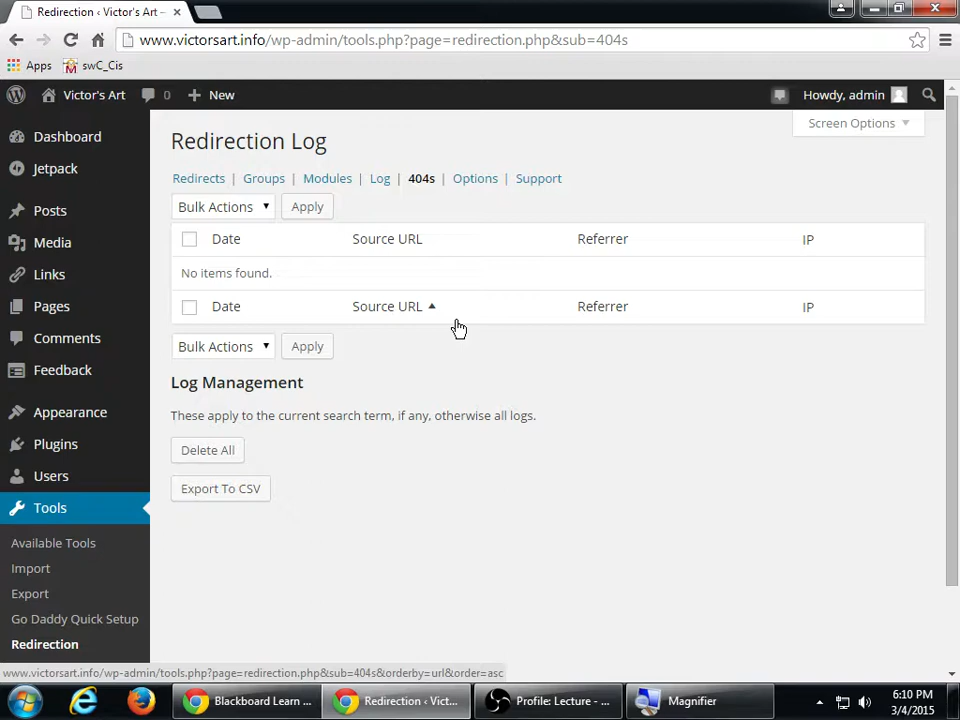 Redirection ‹ Victor's Art –
www.victorsart.info/wp-admin/tools.php?page=redirection.php&sub=404s
Apps swC_Cis
Victor's Art 0 New Howdy, admin
Screen Options
Dashboard
Jetpack
Posts
Media
Links
Pages
Comments
Feedback
Appearance
Plugins
Users
Tools
Available Tools
Import
Export
Go Daddy Quick Setup
Redirection
Redirection Log
Redirects | Groups | Modules | Log | 404s | Options | Support
Bulk Actions Apply
Date Source URL Referrer IP
No items found.
Date Source URL Referrer IP
Bulk Actions Apply
Log Management
These apply to the current search term, if any, otherwise all logs.
Delete All
Export To CSV
www.victorsart.info/wp-admin/tools.php?page=redirection.php&sub=404s&orderby=url&order=asc
Blackboard Learn ... Redirection ‹ Vict... Profile: Lecture - ... Magnifier
6:10 PM
3/4/2015